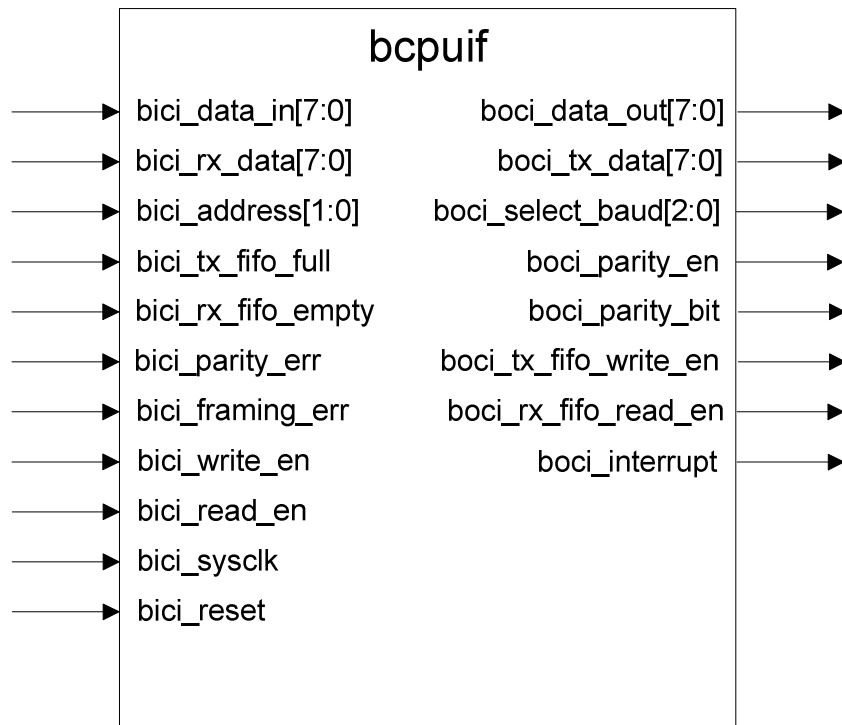 bcpuif
bici_data_in[7:0] boci_data_out[7:0]
bici_rx_data[7:0] boci_tx_data[7:0]
bici_address[1:0] boci_select_baud[2:0]
bici_tx_fifo_full boci_parity_en
bici_rx_fifo_empty boci_parity_bit
bici_parity_err boci_tx_fifo_write_en
bici_framing_err boci_rx_fifo_read_en
bici_write_en boci_interrupt
bici_read_en
bici_sysclk
bici_reset